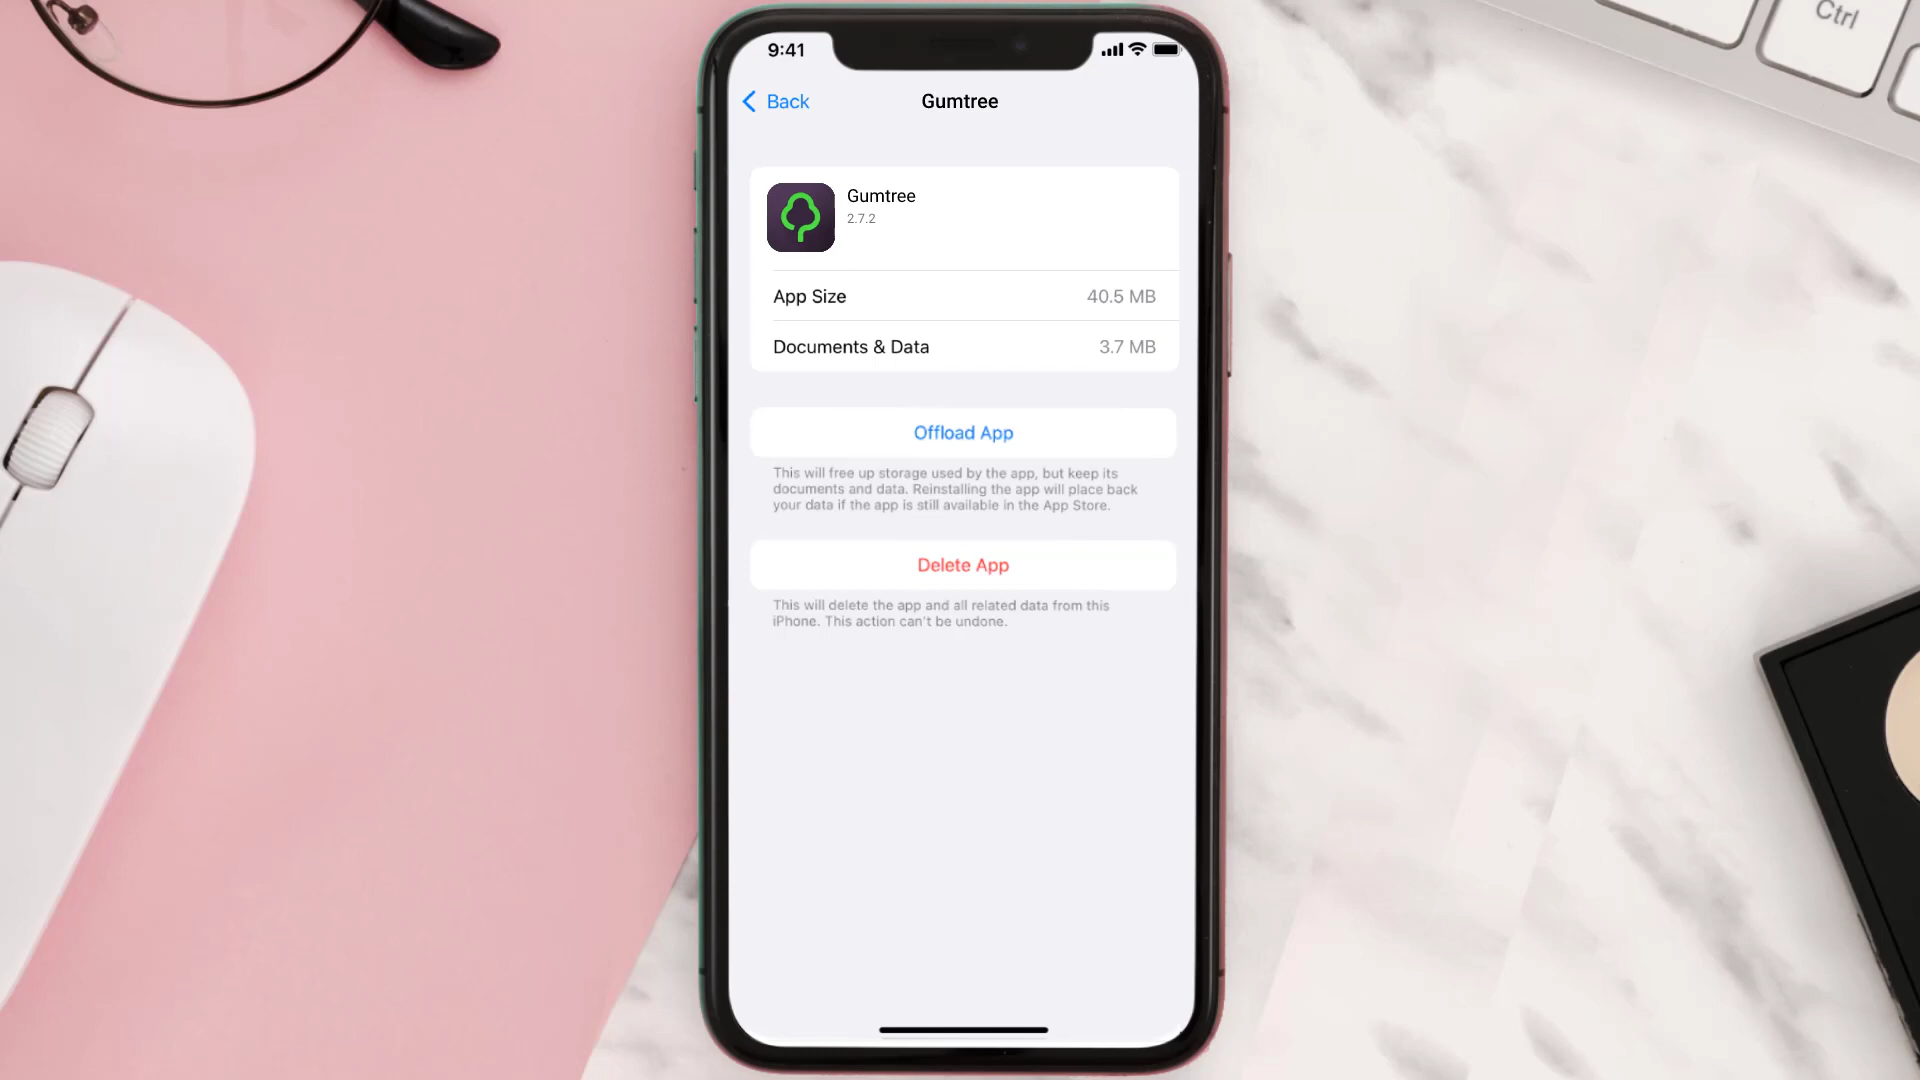 Ctrl
9:41
Back
Gumtree
Gumtree
2.7.2
App Size
40.5 MB
Documents & Data
3.7 MB
Offload App
This will free up storage used by the app, but keep its
documents and data. Reinstalling the app will place back
your data if the app is still available in the App Store.
Delete App
This will delete the app and all related data from this
iPhone. This action can't be undone.